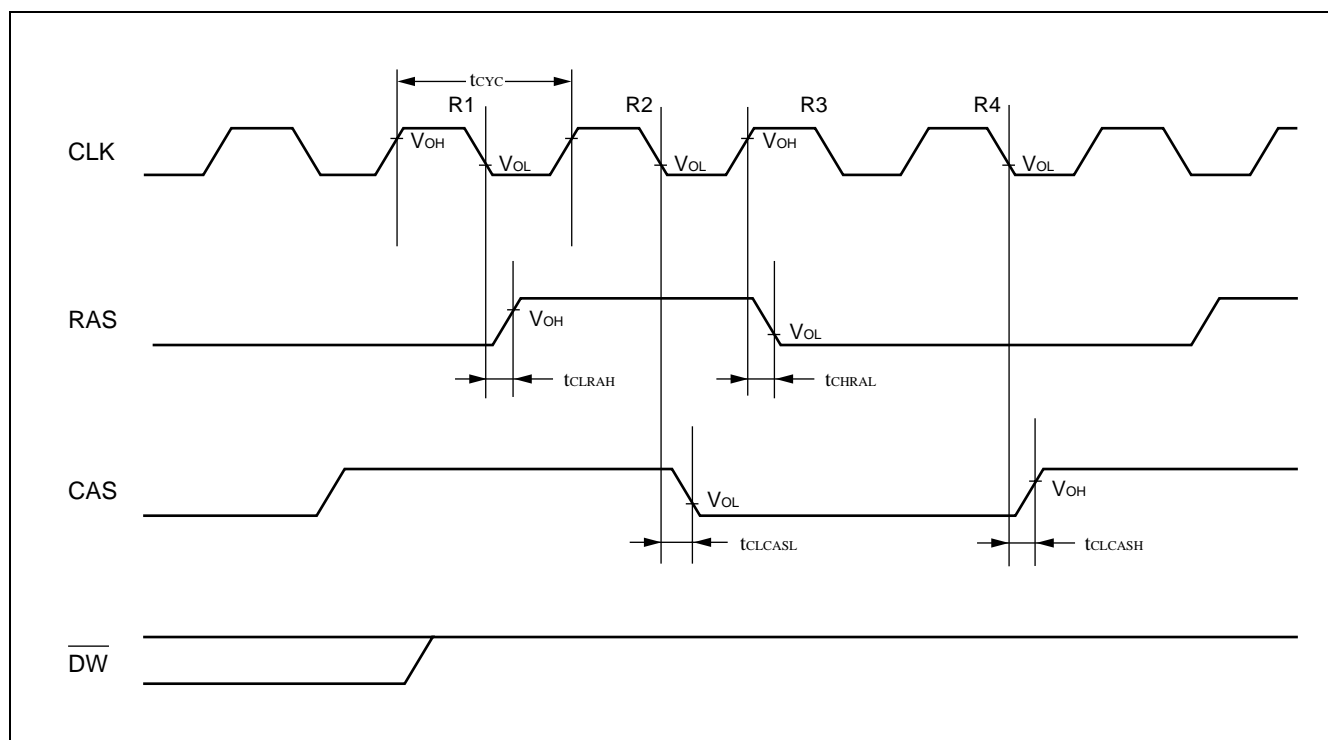 tCYC
R1 R2 R3 R4
CLK VOH VOL VOL VOH VOL
RAS VOH VOL
tCLRAH tCHRAL
CAS VOL VOH
tCLCASL tCLCASH
DW